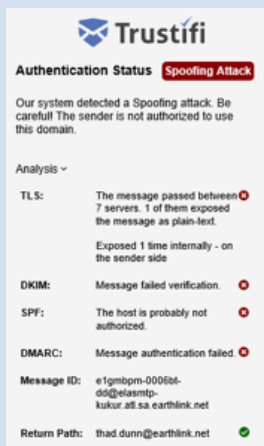 Trustifi
Authentication Status Spoofing Attack
Our system detected a Spoofing attack. Be
careful! The sender is not authorized to use
this domain.
Analysis
TLS: The message passed between
7 servers. 1 of them exposed
the message as plain-text.
Exposed 1 time internally - on
the sender side
DKIM: Message failed verification.
SPF: The host is probably not
authorized.
DMARC: Message authentication failed.
Message ID: e1gmbpm-0006bt-
dd@elasmtp-
kukur.atl.sa.earthlink.net
Return Path: thad.dunn@earthlink.net